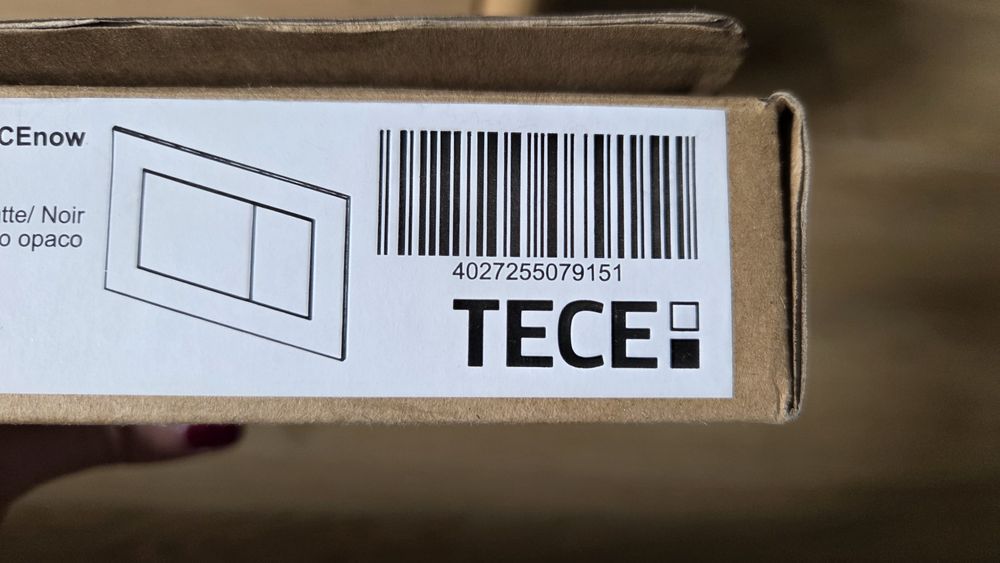 CEnow
tte/ Noir
o opaco
4027255079151
TECE